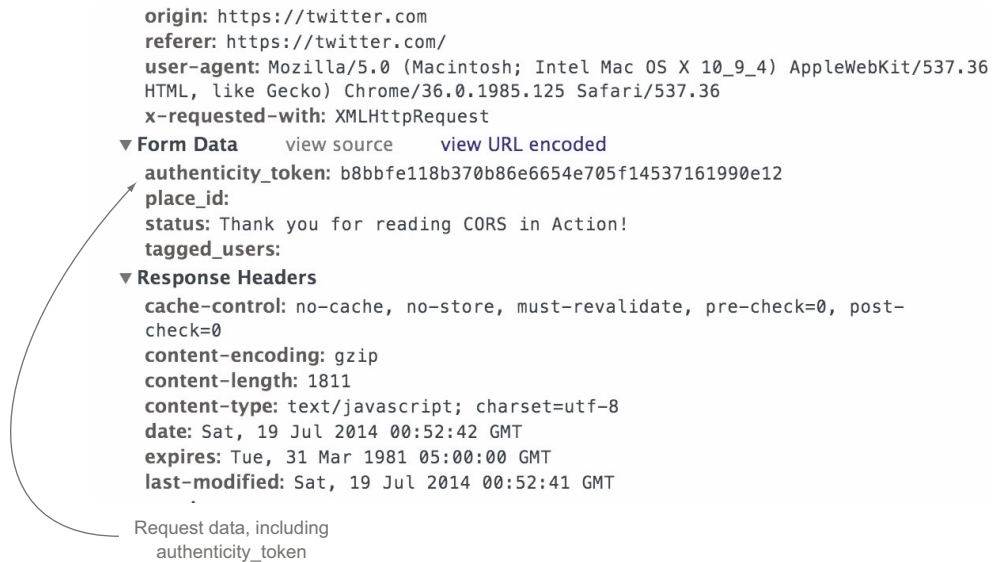 origin: https://twitter.com
referer: https://twitter.com/
user-agent: Mozilla/5.0 (Macintosh; Intel Mac OS X 10_9_4) AppleWebKit/537.36
HTML, like Gecko) Chrome/36.0.1985.125 Safari/537.36
x-requested-with: XMLHttpRequest
▼ Form Data view source view URL encoded
authenticity_token: b8bbfe118b370b86e6654e705f14537161990e12
place_id:
status: Thank you for reading CORS in Action!
tagged_users:
▼ Response Headers
cache-control: no-cache, no-store, must-revalidate, pre-check=0, post-
check=0
content-encoding: gzip
content-length: 1811
content-type: text/javascript; charset=utf-8
date: Sat, 19 Jul 2014 00:52:42 GMT
expires: Tue, 31 Mar 1981 05:00:00 GMT
last-modified: Sat, 19 Jul 2014 00:52:41 GMT
Request data, including
authenticity_token